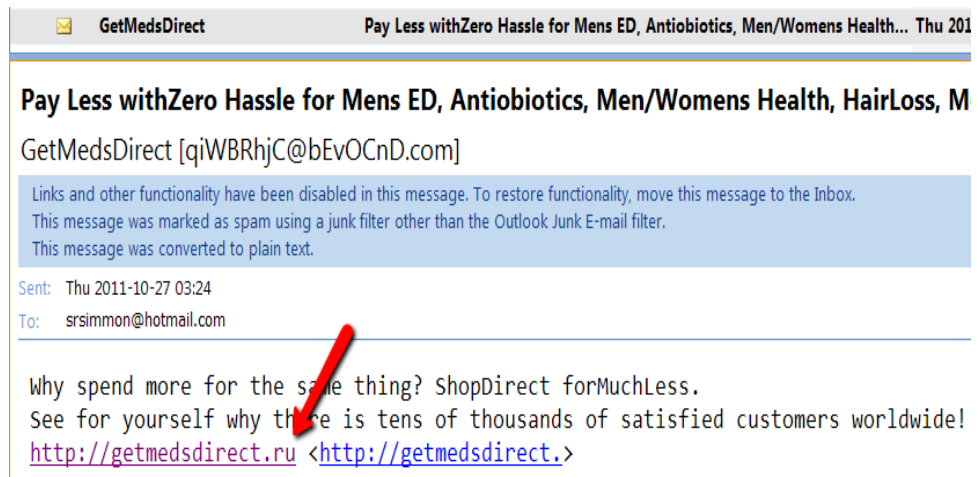 GetMedsDirect Pay Less withZero Hassle for Mens ED, Antiobiotics, Men/Womens Health... Thu 201
Pay Less withZero Hassle for Mens ED, Antiobiotics, Men/Womens Health, HairLoss, M
GetMedsDirect [qiWBRhjC@bEvOCnD.com]
Links and other functionality have been disabled in this message. To restore functionality, move this message to the Inbox.
This message was marked as spam using a junk filter other than the Outlook Junk E-mail filter.
This message was converted to plain text.
Sent: Thu 2011-10-27 03:24
To: srsimmon@hotmail.com
Why spend more for the same thing? ShopDirect forMuchLess.
See for yourself why there is tens of thousands of satisfied customers worldwide!
http://getmedsdirect.ru <http://getmedsdirect.>